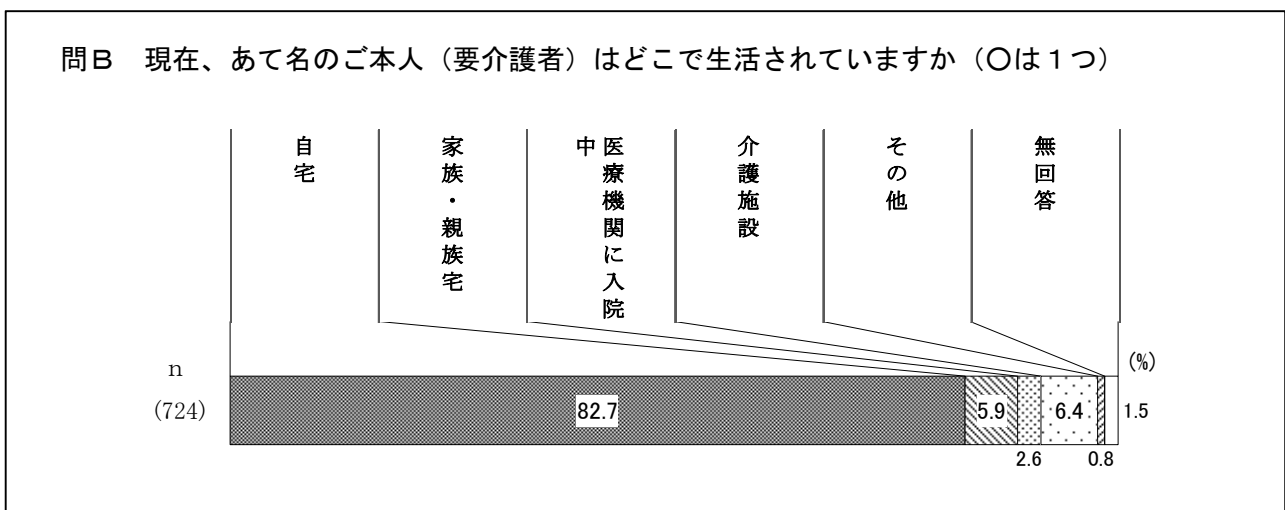 問B　現在、あて名のご本人（要介護者）はどこで生活されていますか（○は１つ）
自宅
家族・親族宅
医療機関に入院中
介護施設
その他
無回答
(%)
n
(724)
82.7
5.9
2.6
6.4
0.8
1.5